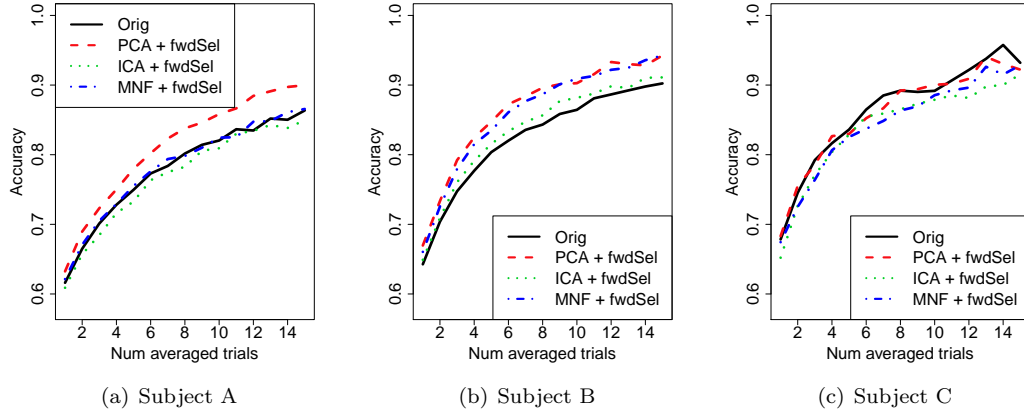 Accuracy
1.0
0.9
0.8
0.7
0.6
Orig
PCA + fwdSel
ICA + fwdSel
MNF + fwdSel
2 4 6 8 10 12 14
Num averaged trials
(a) Subject A
Accuracy
1.0
0.9
0.8
0.7
0.6
Orig
PCA + fwdSel
ICA + fwdSel
MNF + fwdSel
2 4 6 8 10 12 14
Num averaged trials
(b) Subject B
Accuracy
1.0
0.9
0.8
0.7
0.6
Orig
PCA + fwdSel
ICA + fwdSel
MNF + fwdSel
2 4 6 8 10 12 14
Num averaged trials
(c) Subject C